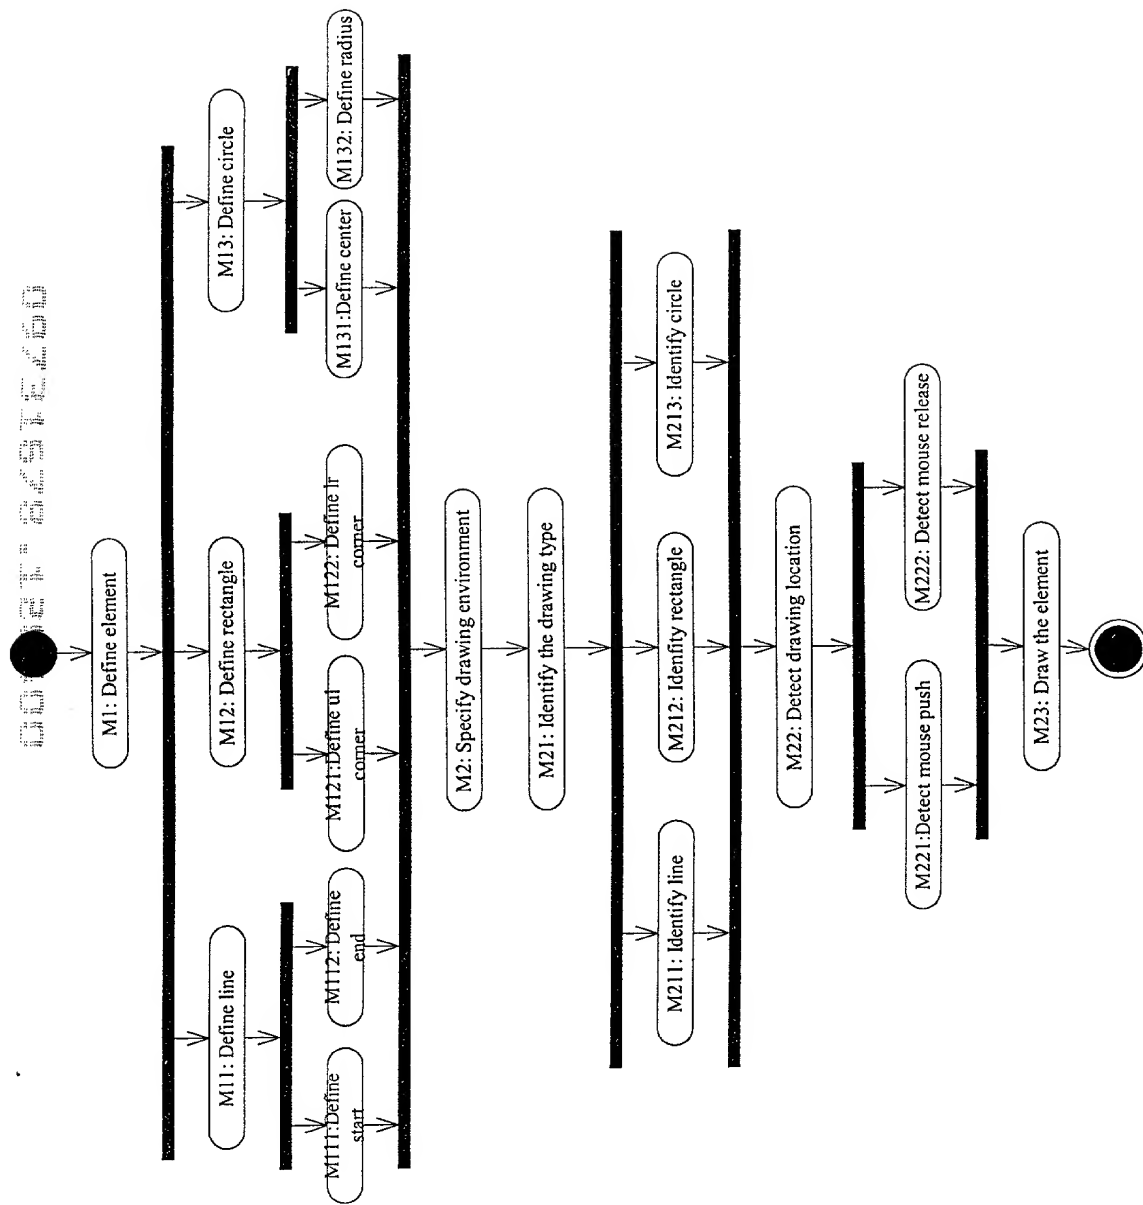 M1: Define element
M11: Define line
M12: Define rectangle
M13: Define circle
M111:Define
start
M112: Define
end
M121:Define ul
corner
M122: Define lr
corner
M131:Define center
M132: Define radius
M2: Specify drawing environment
M21: Identify the drawing type
M211: Identify line
M212: Idenfity rectangle
M213: Identify circle
M22: Detect drawing location
M221:Detect mouse push
M222: Detect mouse release
M23: Draw the element